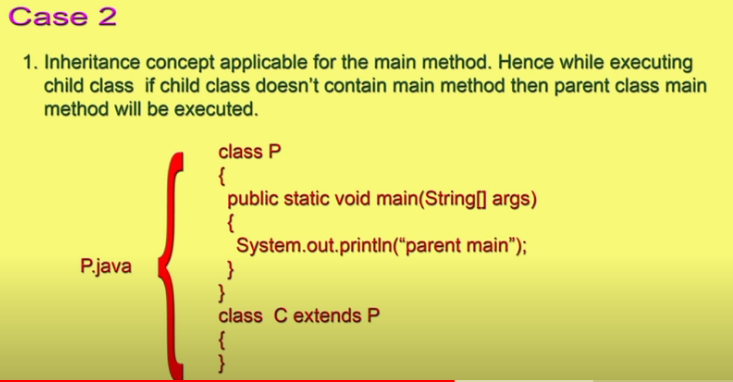 Case 2
1. Inheritance concept applicable for the main method. Hence while executing
child class if child class doesn't contain main method then parent class main
method will be executed.
class P
{
public static void main(String[] args)
{
System.out.println(“parent main”);
P.java
}
}
class C extends P
{
}